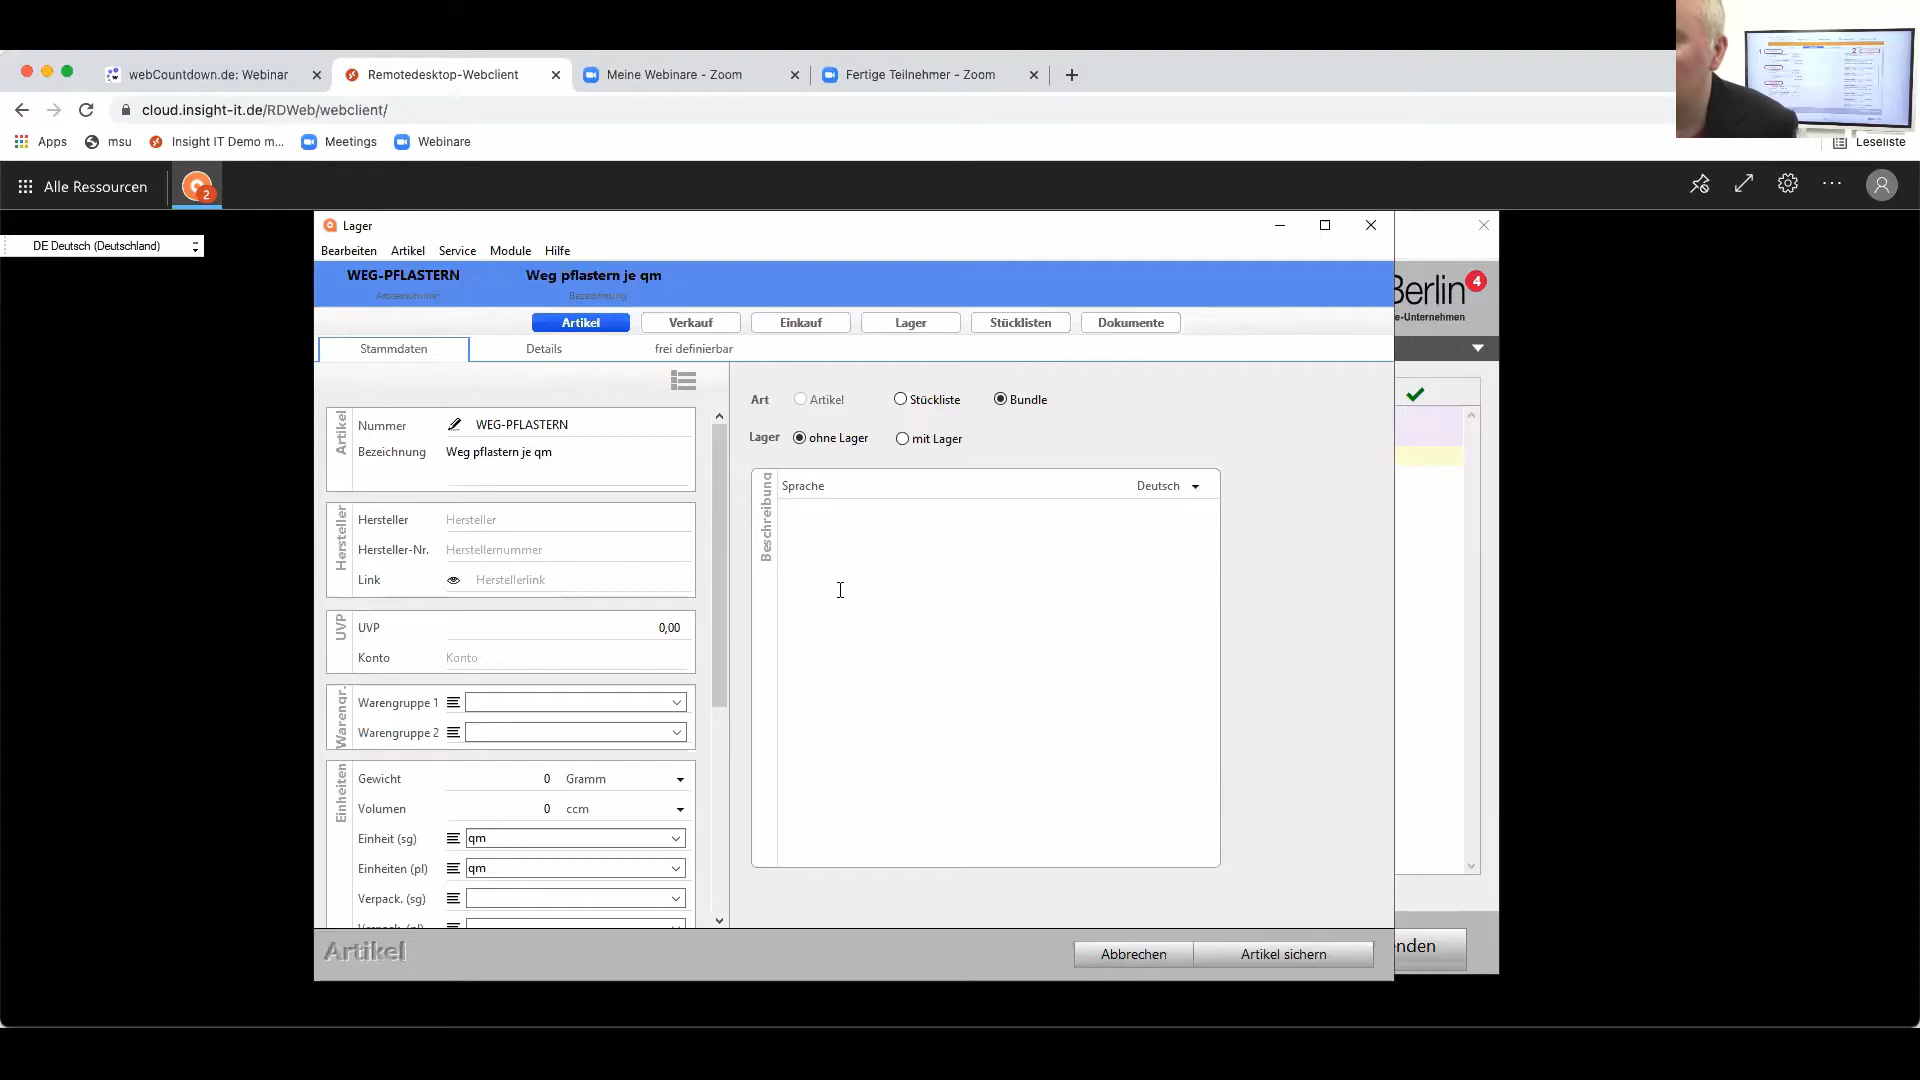 webCountdown.de: Webinar
Remotedesktop-Webclient
Meine Webinare - Zoom
Fertige Teilnehmer - Zoom
cloud.insight-it.de/RDWeb/webclient/
Apps
msu
Insight IT Demo m...
Meetings
Webinare
Leseliste
Alle Ressourcen
2
DE Deutsch (Deutschland)
Lager
Bearbeiten Artikel Service Module Hilfe
WEG-PFLASTERN Weg pflastern je qm
Artikelnummer Bezeichnung
Berlin 4
e-Unternehmen
Artikel Verkauf Einkauf Lager Stücklisten Dokumente
Stammdaten Details frei definierbar
Art Artikel Stückliste Bundle
Lager ohne Lager mit Lager
Artikel
Nummer WEG-PFLASTERN
Bezeichnung Weg pflastern je qm
Hersteller
Hersteller Hersteller
Hersteller-Nr. Herstellernummer
Link Herstellerlink
UVP
UVP 0,00
Konto Konto
Warengr.
Warengruppe 1
Warengruppe 2
Einheiten
Gewicht 0 Gramm
Volumen 0 ccm
Einheit (sg) qm
Einheiten (pl) qm
Verpack. (sg)
Beschreibung
Sprache Deutsch
Artikel
Abbrechen Artikel sichern
enden